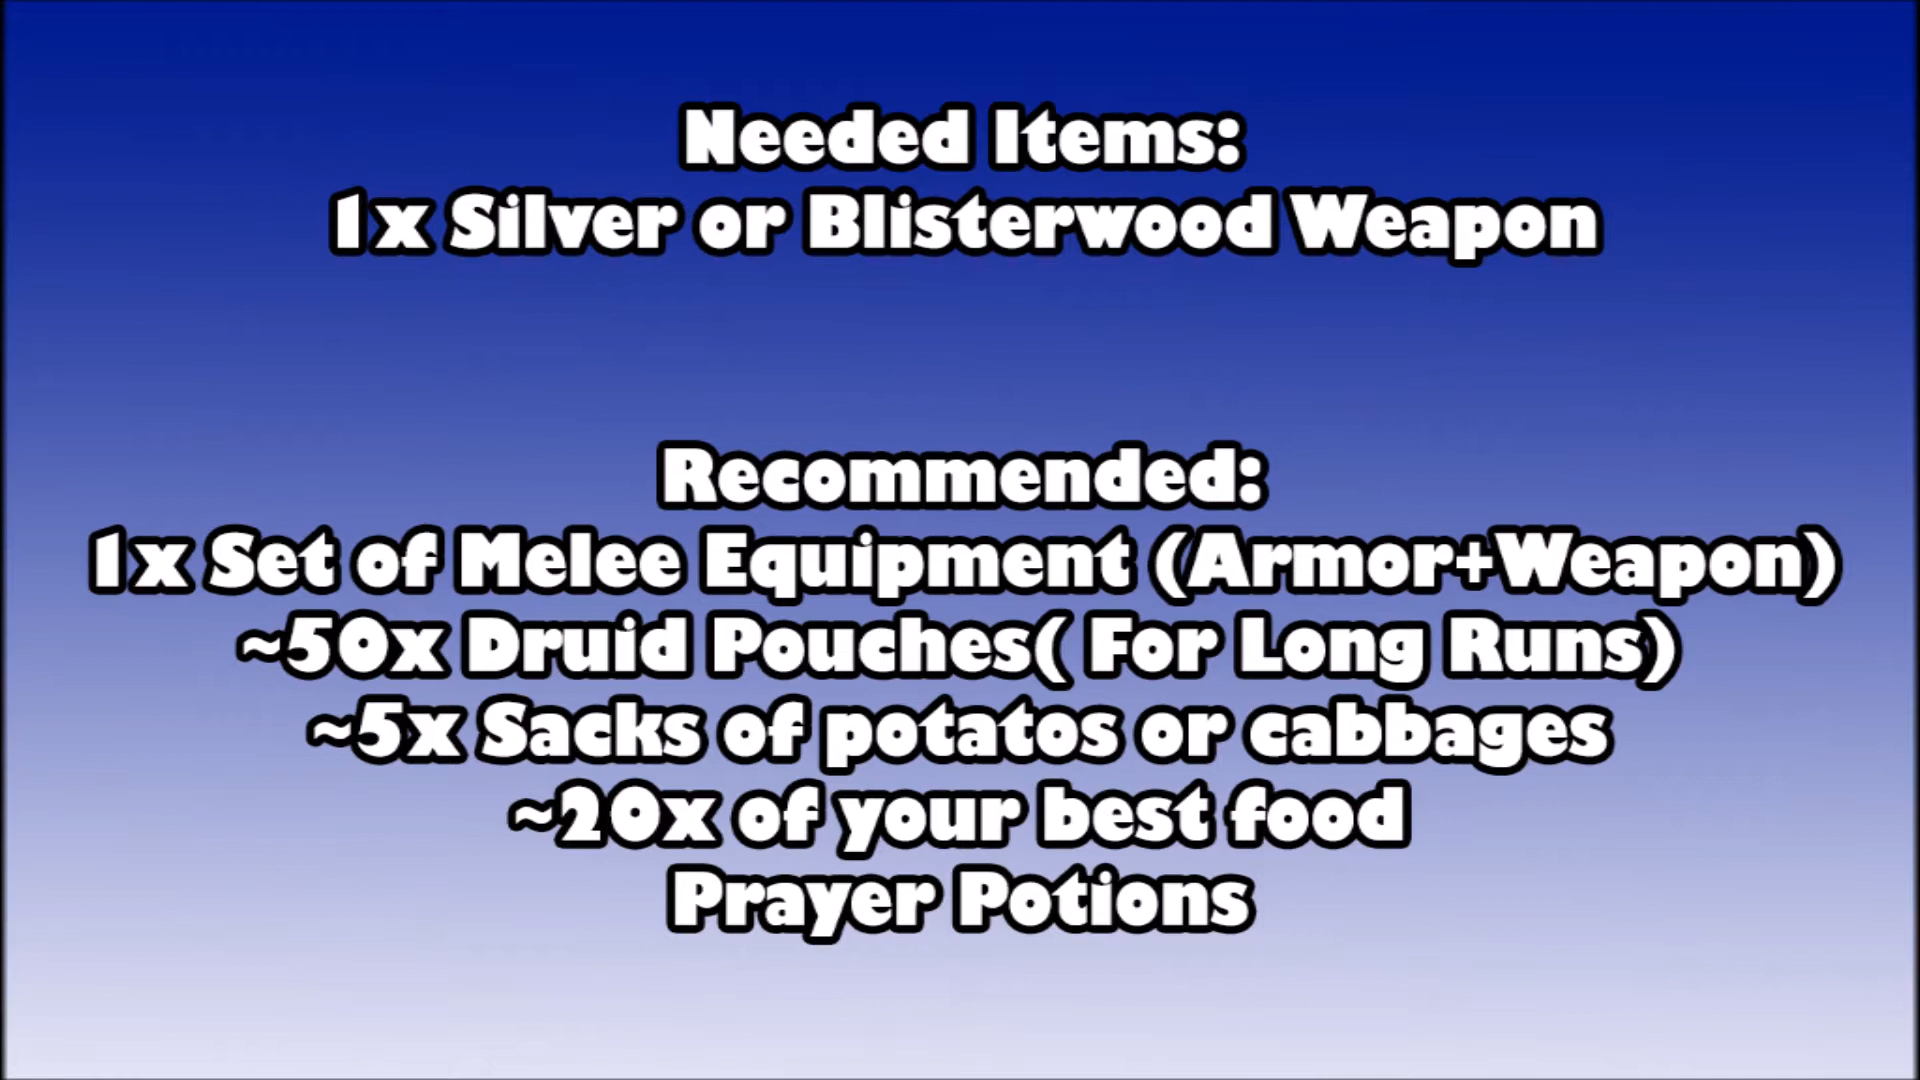 Needed Items:
1x Silver or Blisterwood Weapon
Recommended:
1x Set of Melee Equipment (Armor+Weapon)
~50x Druid Pouches( For Long Runs)
~5x Sacks of potatos or cabbages
~20x of your best food
Prayer Potions